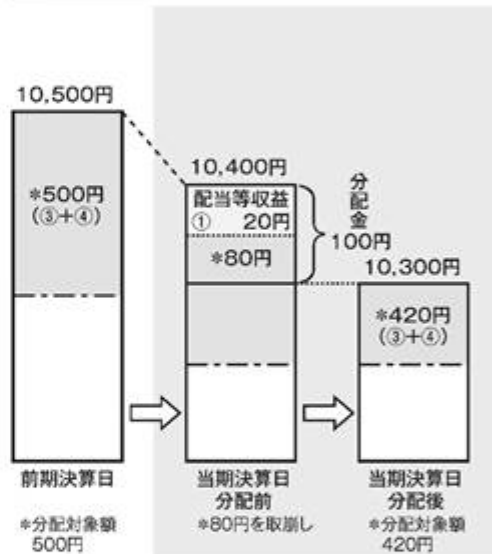 10,500円
*500円
(③+④)
前期決算日
*分配対象額
500円
10,400円
配当等収益
① 20円
*80円
分配金
100円
当期決算日
分配前
*80円を取崩し
10,300円
*420円
(③+④)
当期決算日
分配後
*分配対象額
420円